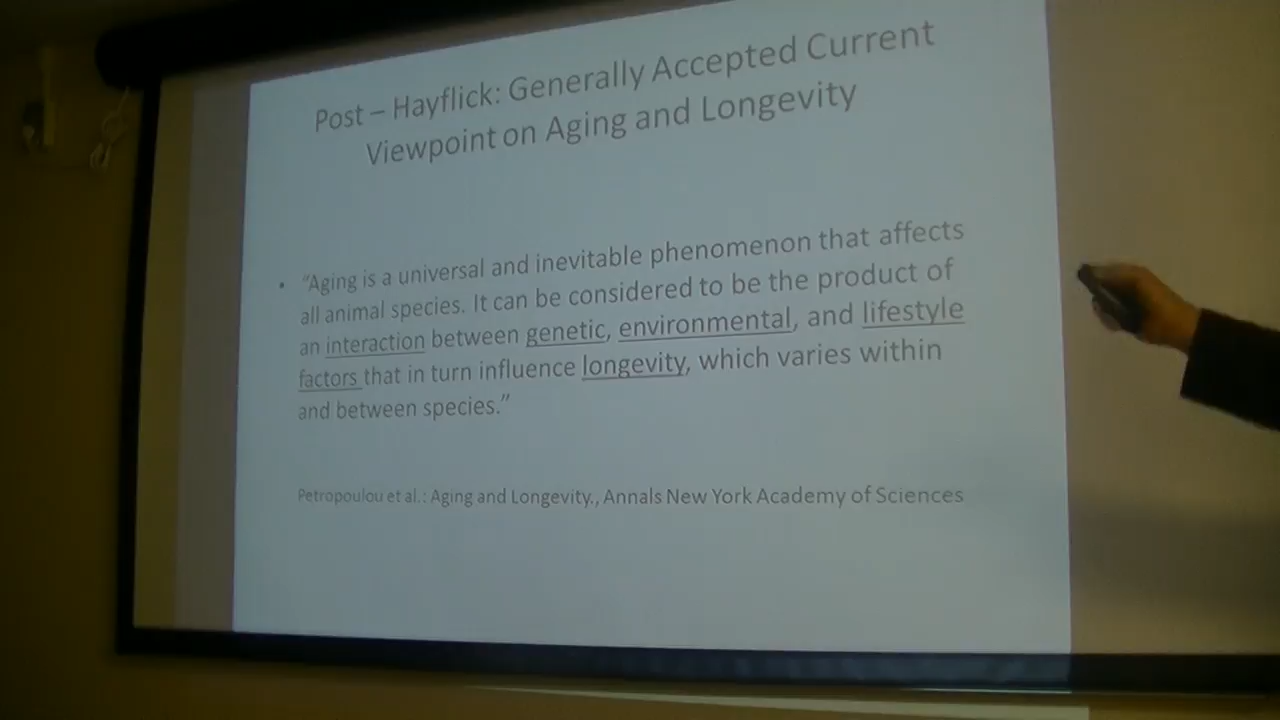 Post – Hayflick: Generally Accepted Current
Viewpoint on Aging and Longevity
• "Aging is a universal and inevitable phenomenon that affects
all animal species. It can be considered to be the product of
an interaction between genetic, environmental, and lifestyle
factors that in turn influence longevity, which varies within
and between species."
Petropoulou et al.: Aging and Longevity., Annals New York Academy of Sciences